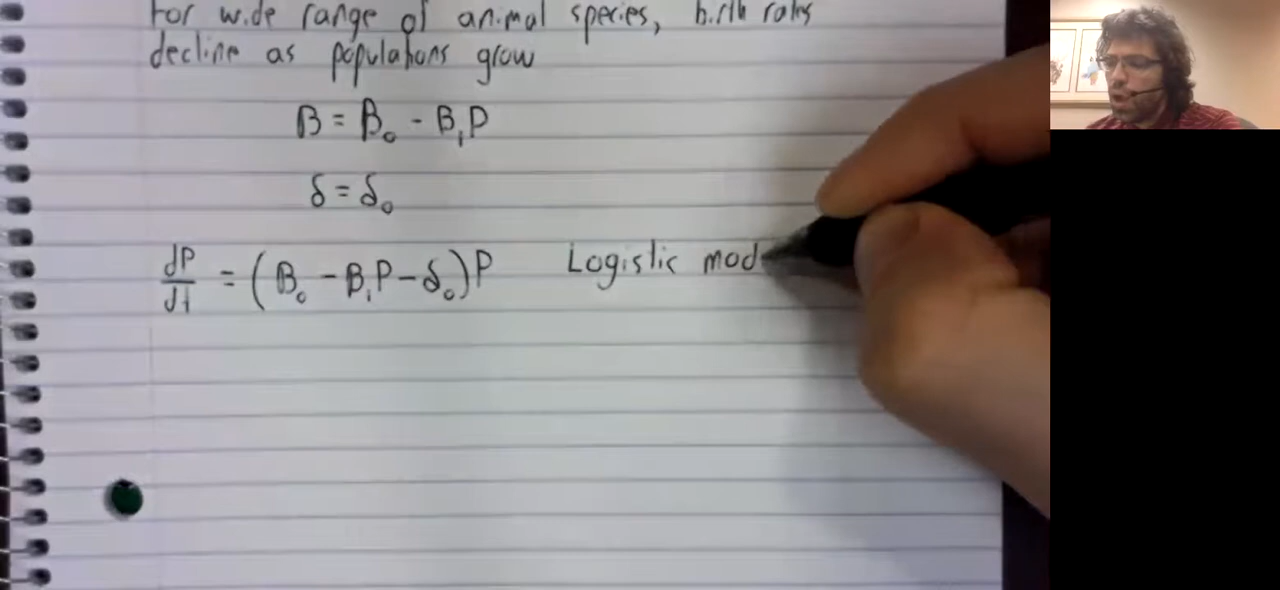 For wide range of animal species, birth rates
decline as populations grow
β = β₀ - β₁P
δ = δ₀
dP/dt = (β₀ - β₁P - δ₀)P Logistic mod